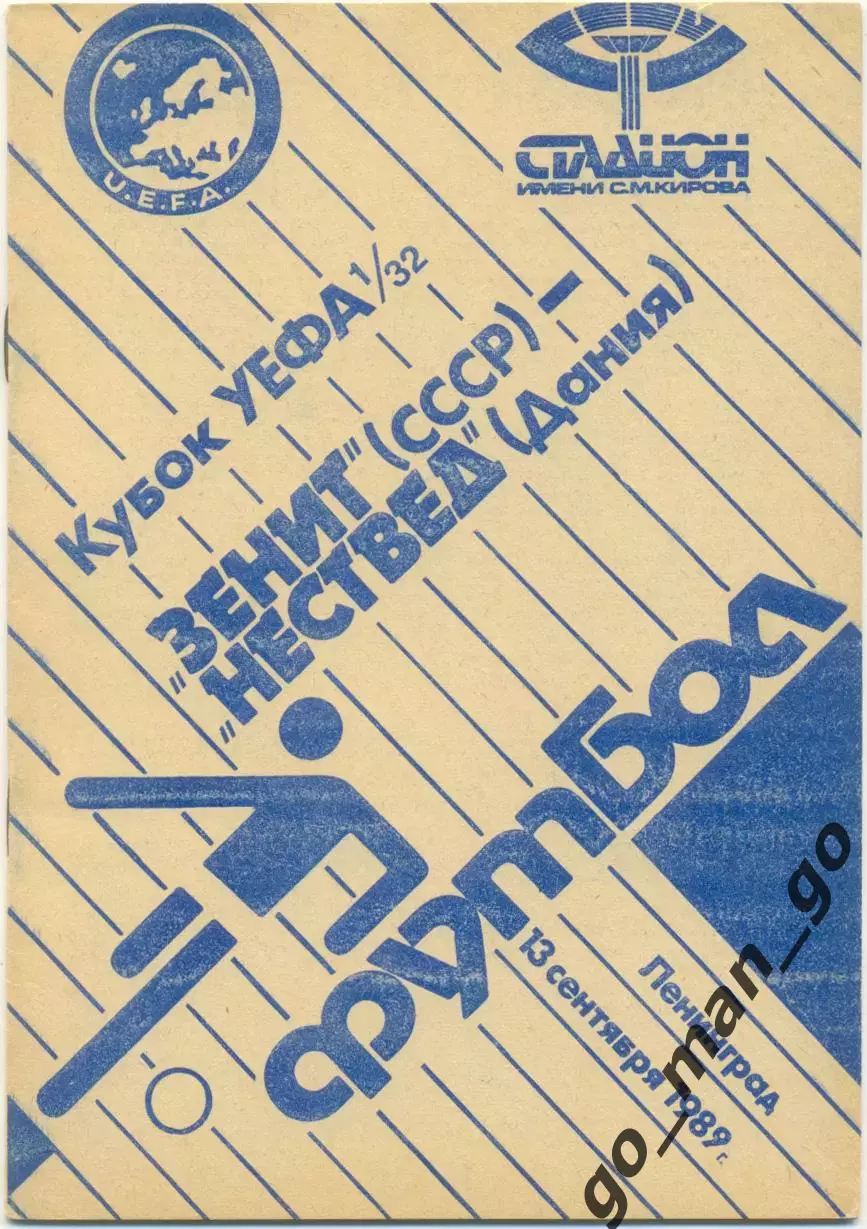 U.E.F.A.
СТАДИОН
ИМЕНИ С.М.КИРОВА
Кубок УЕФА 1/32
„ЗЕНИТ” (СССР) –
„НЕСТВЕД” (Дания)
футбол
Ленинград
13 сентября 1989 г.
go_man_go